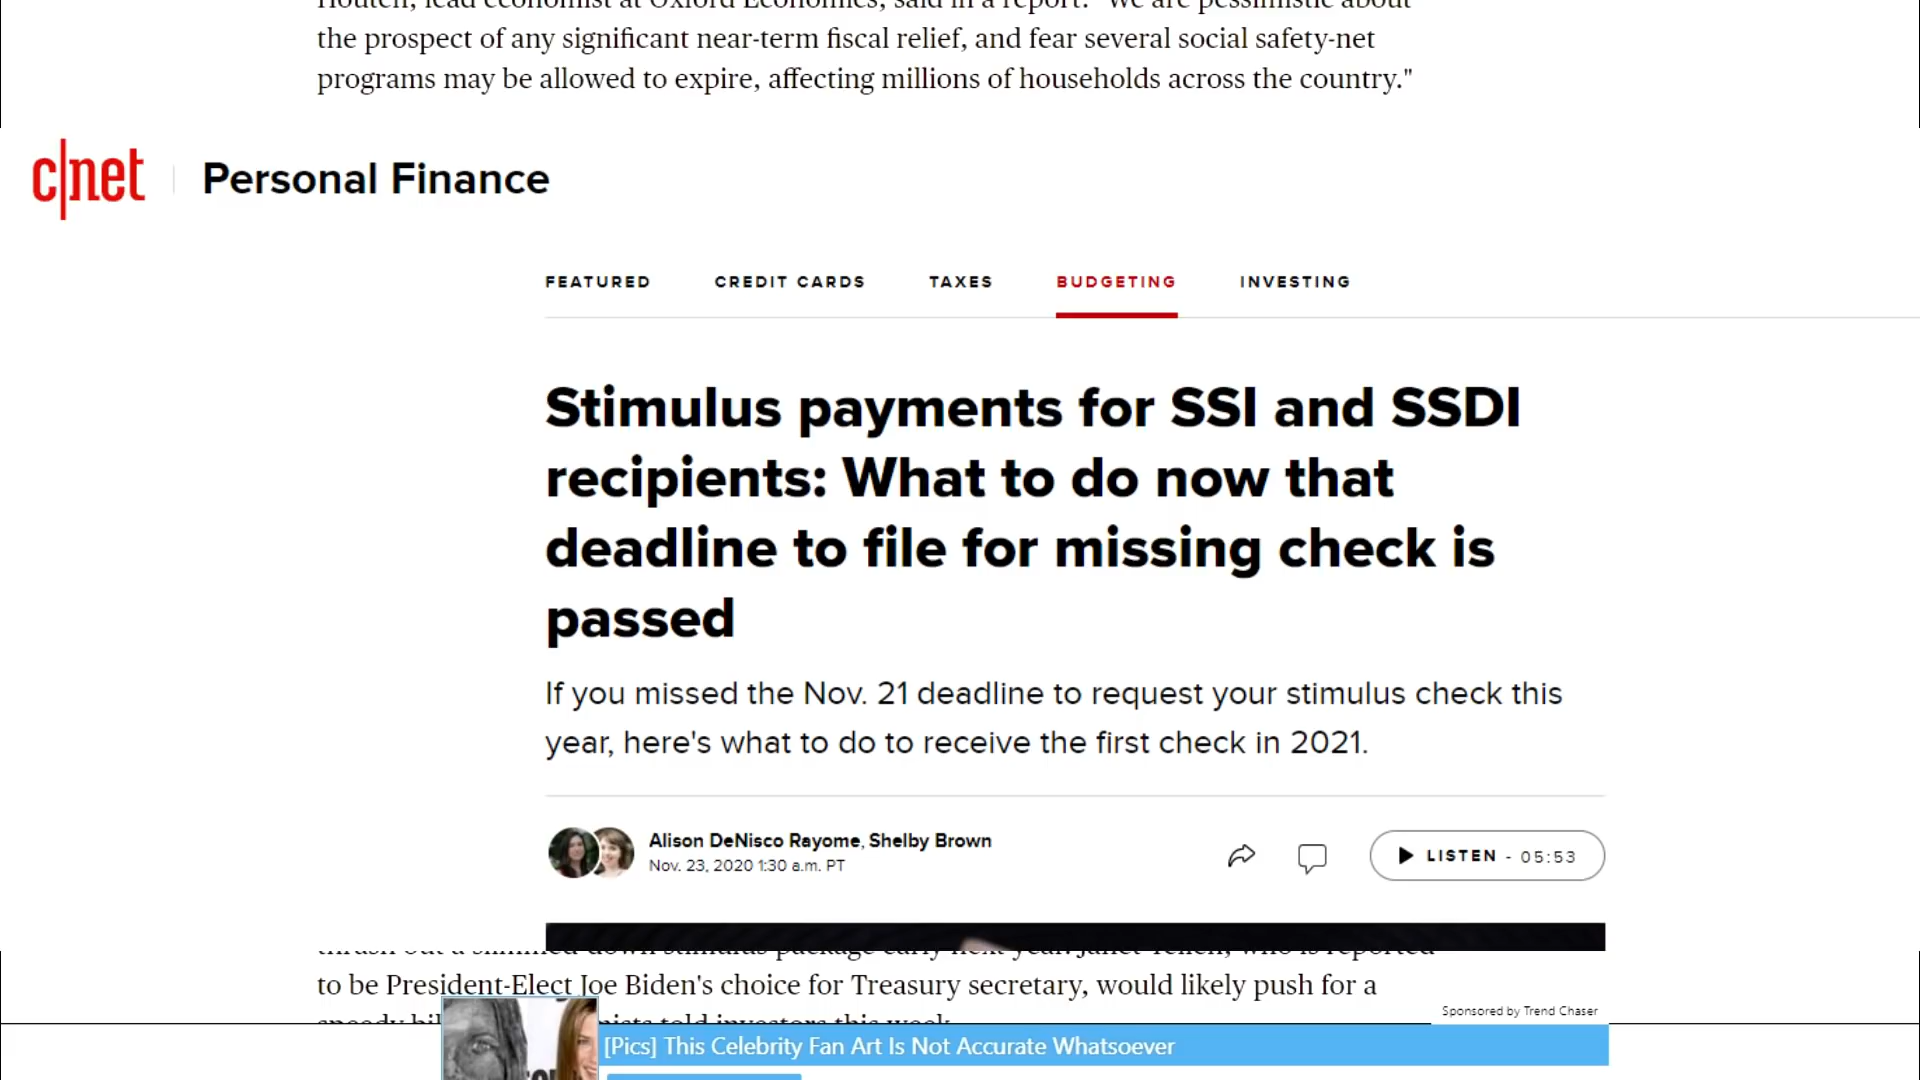 Houten, lead economist at Oxford Economics, said in a report. "We are pessimistic about
the prospect of any significant near-term fiscal relief, and fear several social safety-net
programs may be allowed to expire, affecting millions of households across the country."
c|net
Personal Finance
FEATURED CREDIT CARDS TAXES BUDGETING INVESTING
Stimulus payments for SSI and SSDI
recipients: What to do now that
deadline to file for missing check is
passed
If you missed the Nov. 21 deadline to request your stimulus check this
year, here's what to do to receive the first check in 2021.
Alison DeNisco Rayome, Shelby Brown
Nov. 23, 2020 1:30 a.m. PT
LISTEN - 05:53
thrash out a slimmed-down stimulus package early next year. Janet Yellen, who is reported
to be President-Elect Joe Biden's choice for Treasury secretary, would likely push for a
speedy told investors this week.
Sponsored by Trend Chaser
[Pics] This Celebrity Fan Art Is Not Accurate Whatsoever